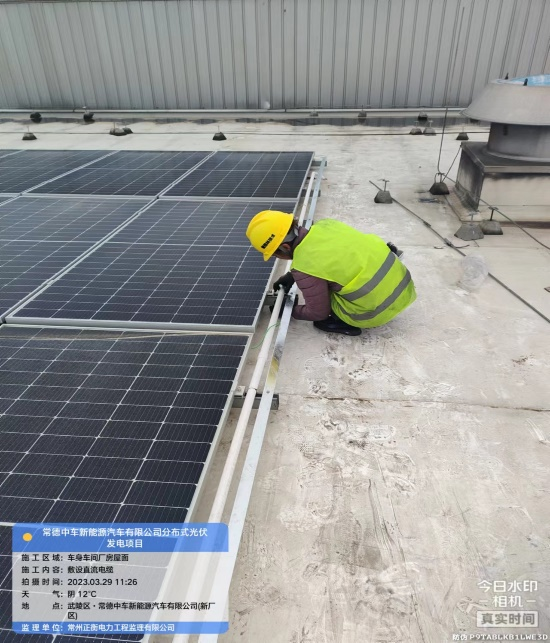 常德中车新能源汽车有限公司分布式光伏
发电项目
施工区域：车身车间厂房屋面
施工内容：敷设直流电缆
拍摄时间：2023.03.29 11:26
天　　气：阴 12℃
地　　点：武陵区·常德中车新能源汽车有限公司(新厂
区)
监理单位：常州正衡电力工程监理有限公司
今日水印
相机
真实时间
防伪 P9TABLKB1LWE3D